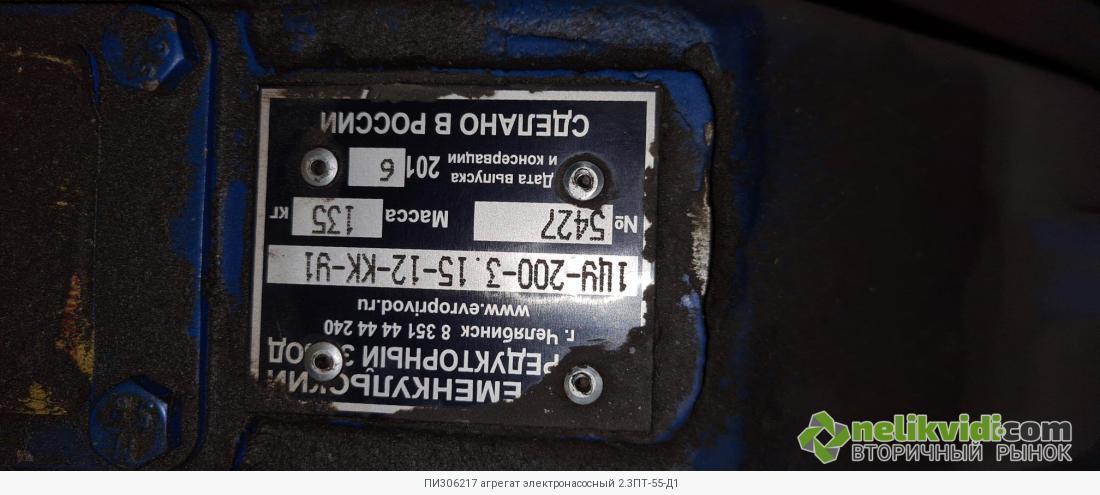 ЕМЕНКУЛЬСКИ
РЕДУКТОРНЫЙ З ОД
г. Челябинск 8 351 44 44 240
www.evroprivod.ru
1ЦУ-200-3.15-12-КК-У1
№ 5427 Масса 135 кг
Дата выпуска
и консервации 2016
СДЕЛАНО В РОССИИ
nelikvidi.com
ВТОРИЧНЫЙ РЫНОК
ПИ306217 агрегат электронасосный 2.3ПТ-55-Д1